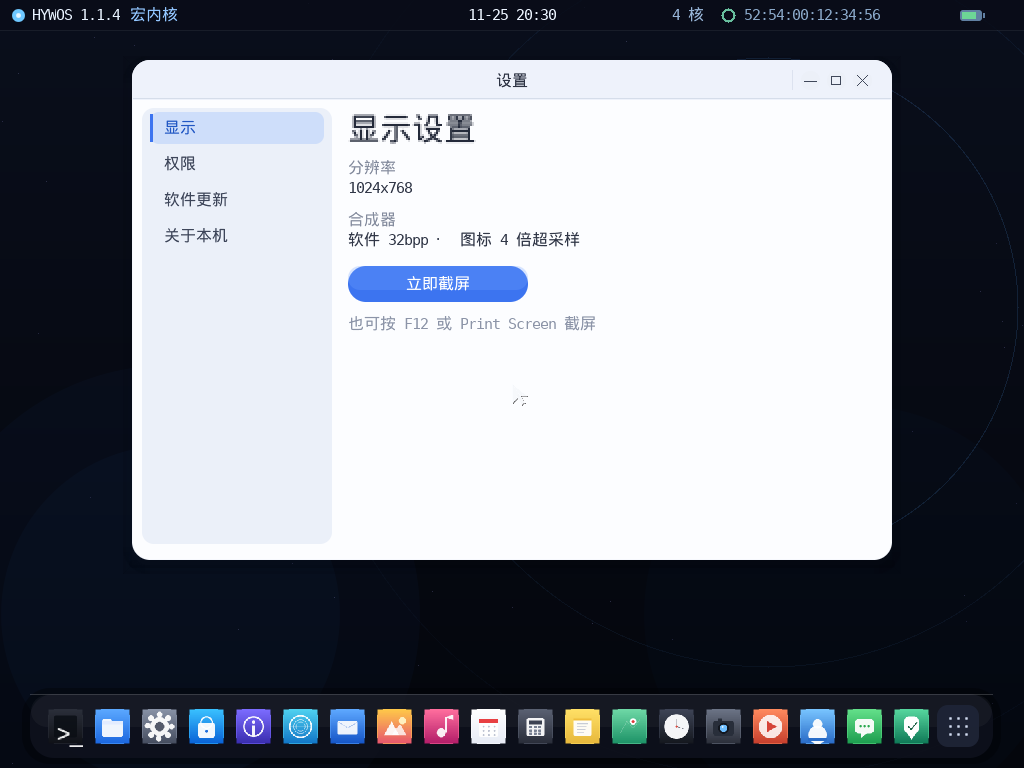 HYWOS 1.1.4 宏内核 11-25 20:30 4 核 52:54:00:12:34:56
设置
显示
权限
软件更新
关于本机
显示设置
分辨率
1024x768
合成器
软件 32bpp · 图标 4 倍超采样
立即截屏
也可按 F12 或 Print Screen 截屏
>_